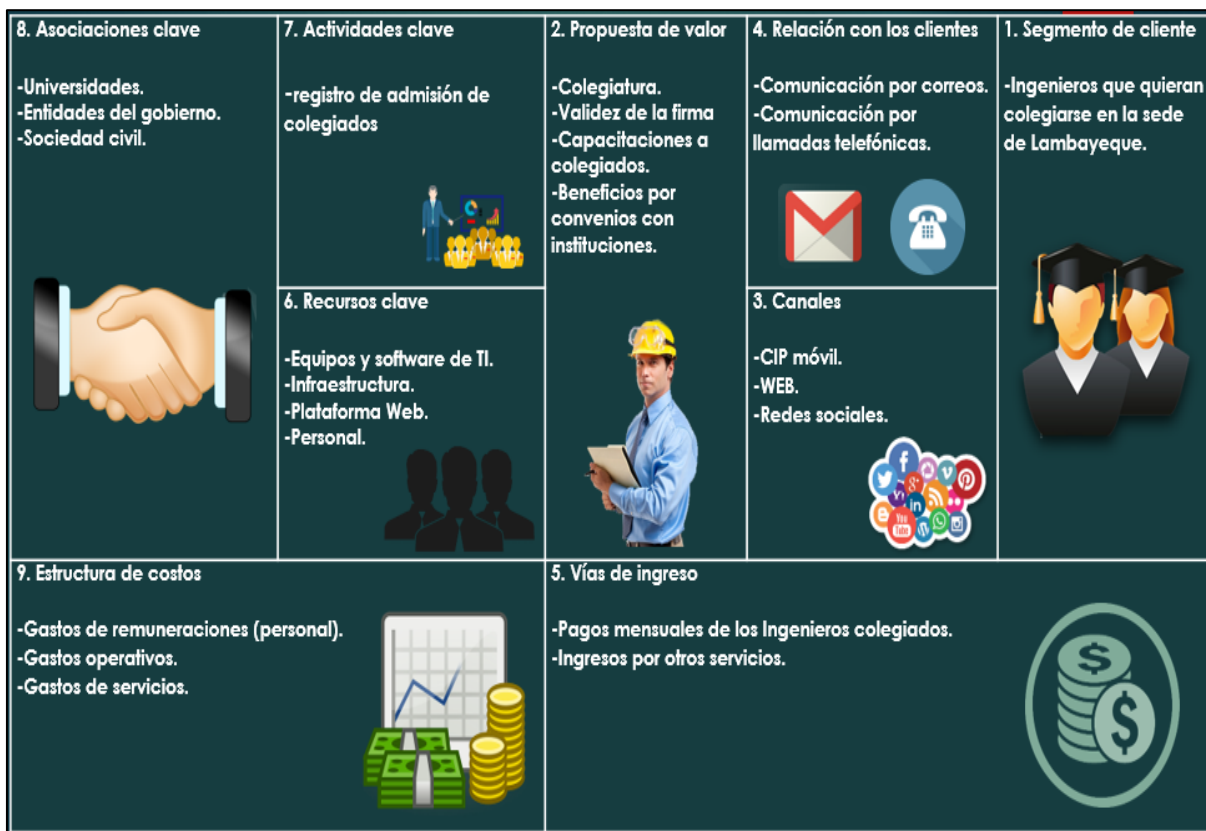 8. Asociaciones clave
-Universidades.
-Entidades del gobierno.
-Sociedad civil.
7. Actividades clave
-registro de admisión de
colegiados
2. Propuesta de valor
-Colegiatura.
-Validez de la firma
-Capacitaciones a
colegiados.
-Beneficios por
convenios con
instituciones.
4. Relación con los clientes
-Comunicación por correos.
-Comunicación por
llamadas telefónicas.
1. Segmento de cliente
-Ingenieros que quieran
colegiarse en la sede
de Lambayeque.
6. Recursos clave
-Equipos y software de TI.
-Infraestructura.
-Plataforma Web.
-Personal.
3. Canales
-CIP móvil.
-WEB.
-Redes sociales.
You
Tube
9. Estructura de costos
-Gastos de remuneraciones (personal).
-Gastos operativos.
-Gastos de servicios.
5. Vías de ingreso
-Pagos mensuales de los Ingenieros colegiados.
-Ingresos por otros servicios.